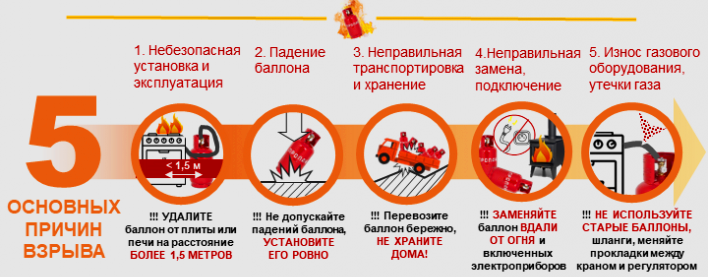 1. Небезопасная
установка и
эксплуатация
2. Падение
баллона
3. Неправильная
транспортировка
и хранение
4.Неправильная
замена,
подключение
5. Износ газового
оборудования,
утечки газа
5
ОСНОВНЫХ
ПРИЧИН
ВЗРЫВА
< 1,5 м
!!! УДАЛИТЕ
баллон от плиты или
печи на расстояние
БОЛЕЕ 1,5 МЕТРОВ
!!! Не допускайте
падений баллона,
УСТАНОВИТЕ
ЕГО РОВНО
!!! Перевозите
баллон бережно,
НЕ ХРАНИТЕ
ДОМА!
!!! ЗАМЕНЯЙТЕ
баллон ВДАЛИ
ОТ ОГНЯ и
включенных
электроприборов
!!! НЕ ИСПОЛЬЗУЙТЕ
СТАРЫЕ БАЛЛОНЫ,
шланги, меняйте
прокладки между
краном и регулятором